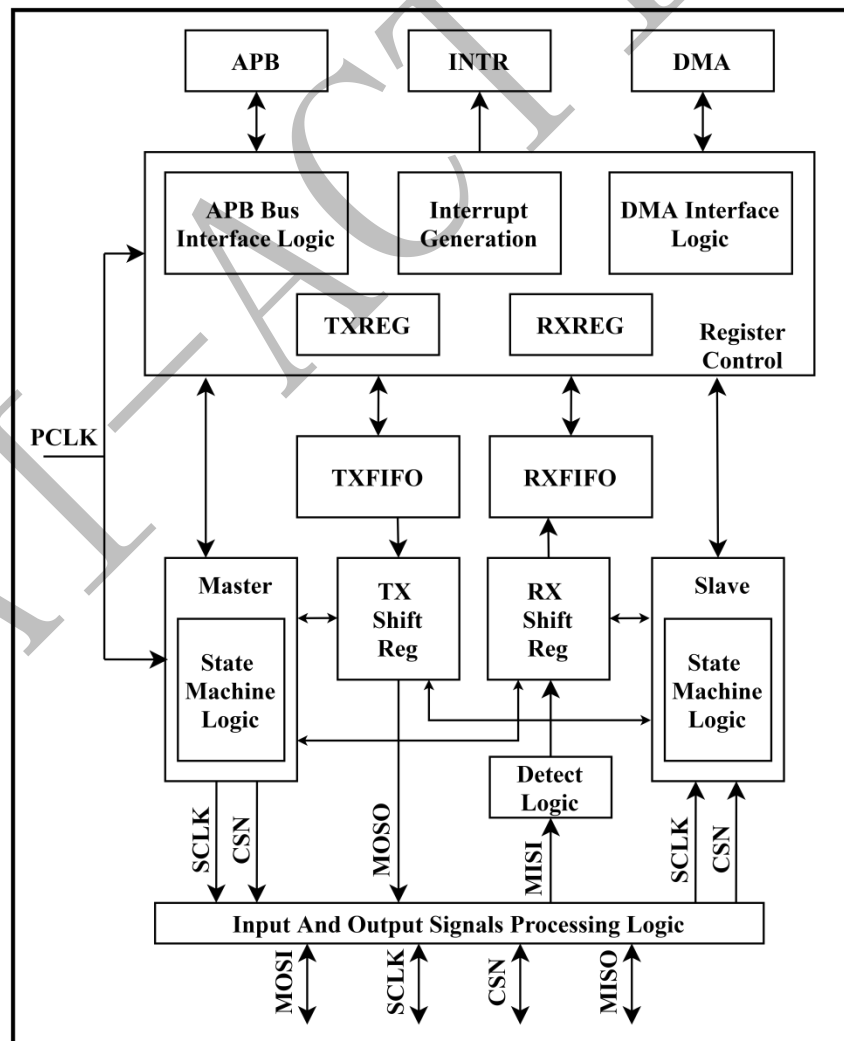 APB
INTR
DMA
APB Bus
Interface Logic
Interrupt
Generation
DMA Interface
Logic
TXREG
RXREG
Register
Control
PCLK
TXFIFO
RXFIFO
Master
TX
Shift
Reg
RX
Shift
Reg
Slave
State
Machine
Logic
State
Machine
Logic
Detect
Logic
SCLK
CSN
MOSO
MISI
SCLK
CSN
Input And Output Signals Processing Logic
MOSI
SCLK
CSN
MISO